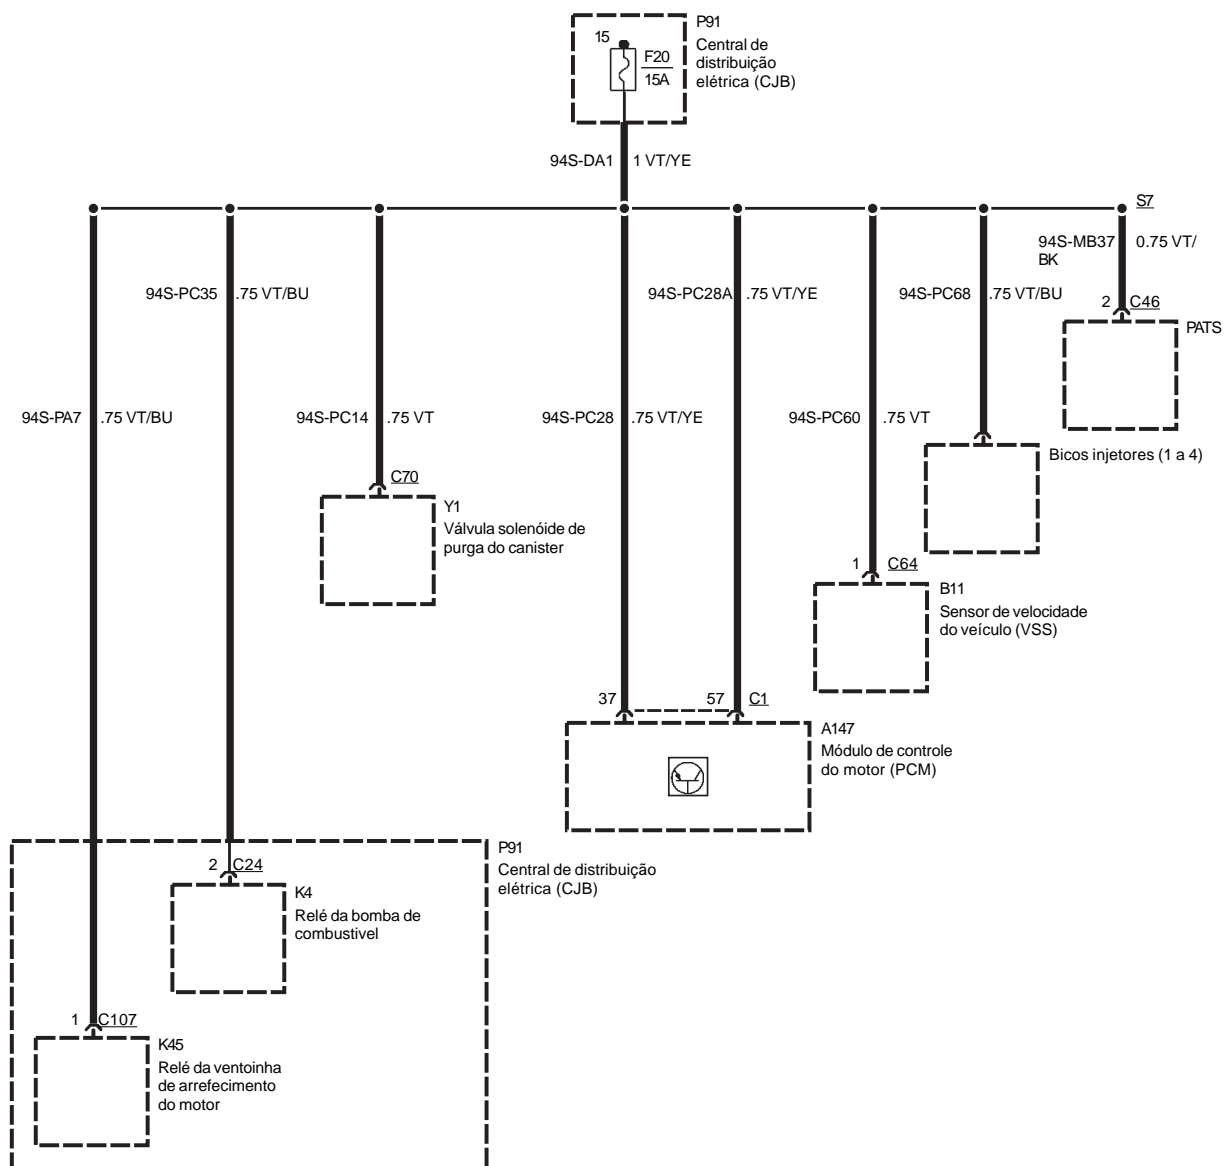 P91
Central de
distribuição
elétrica (CJB)
15
F20
15A
94S-DA1 1 VT/YE
S7
94S-MB37 0.75 VT/
BK
94S-PC35 .75 VT/BU
94S-PC28A .75 VT/YE
94S-PC68 .75 VT/BU
2 C46
PATS
94S-PA7 .75 VT/BU
94S-PC14 .75 VT
94S-PC28 .75 VT/YE
94S-PC60 .75 VT
Bicos injetores (1 a 4)
C70
Y1
Válvula solenóide de
purga do canister
1 C64
B11
Sensor de velocidade
do veículo (VSS)
37 57 C1
A147
Módulo de controle
do motor (PCM)
P91
Central de distribuição
elétrica (CJB)
2 C24
K4
Relé da bomba de
combustivel
1 C107
K45
Relé da ventoinha
de arrefecimento
do motor